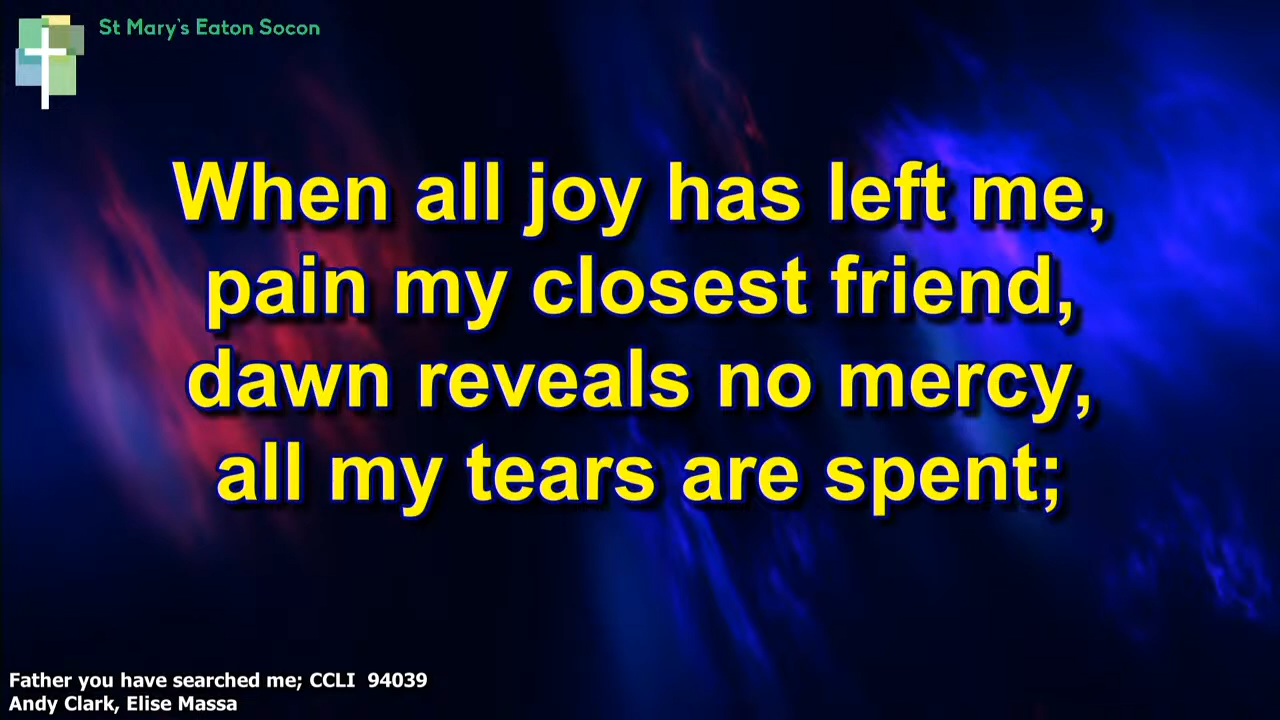 St Mary's Eaton Socon
When all joy has left me,
pain my closest friend,
dawn reveals no mercy,
all my tears are spent;
Father you have searched me; CCLI  94039
Andy Clark, Elise Massa